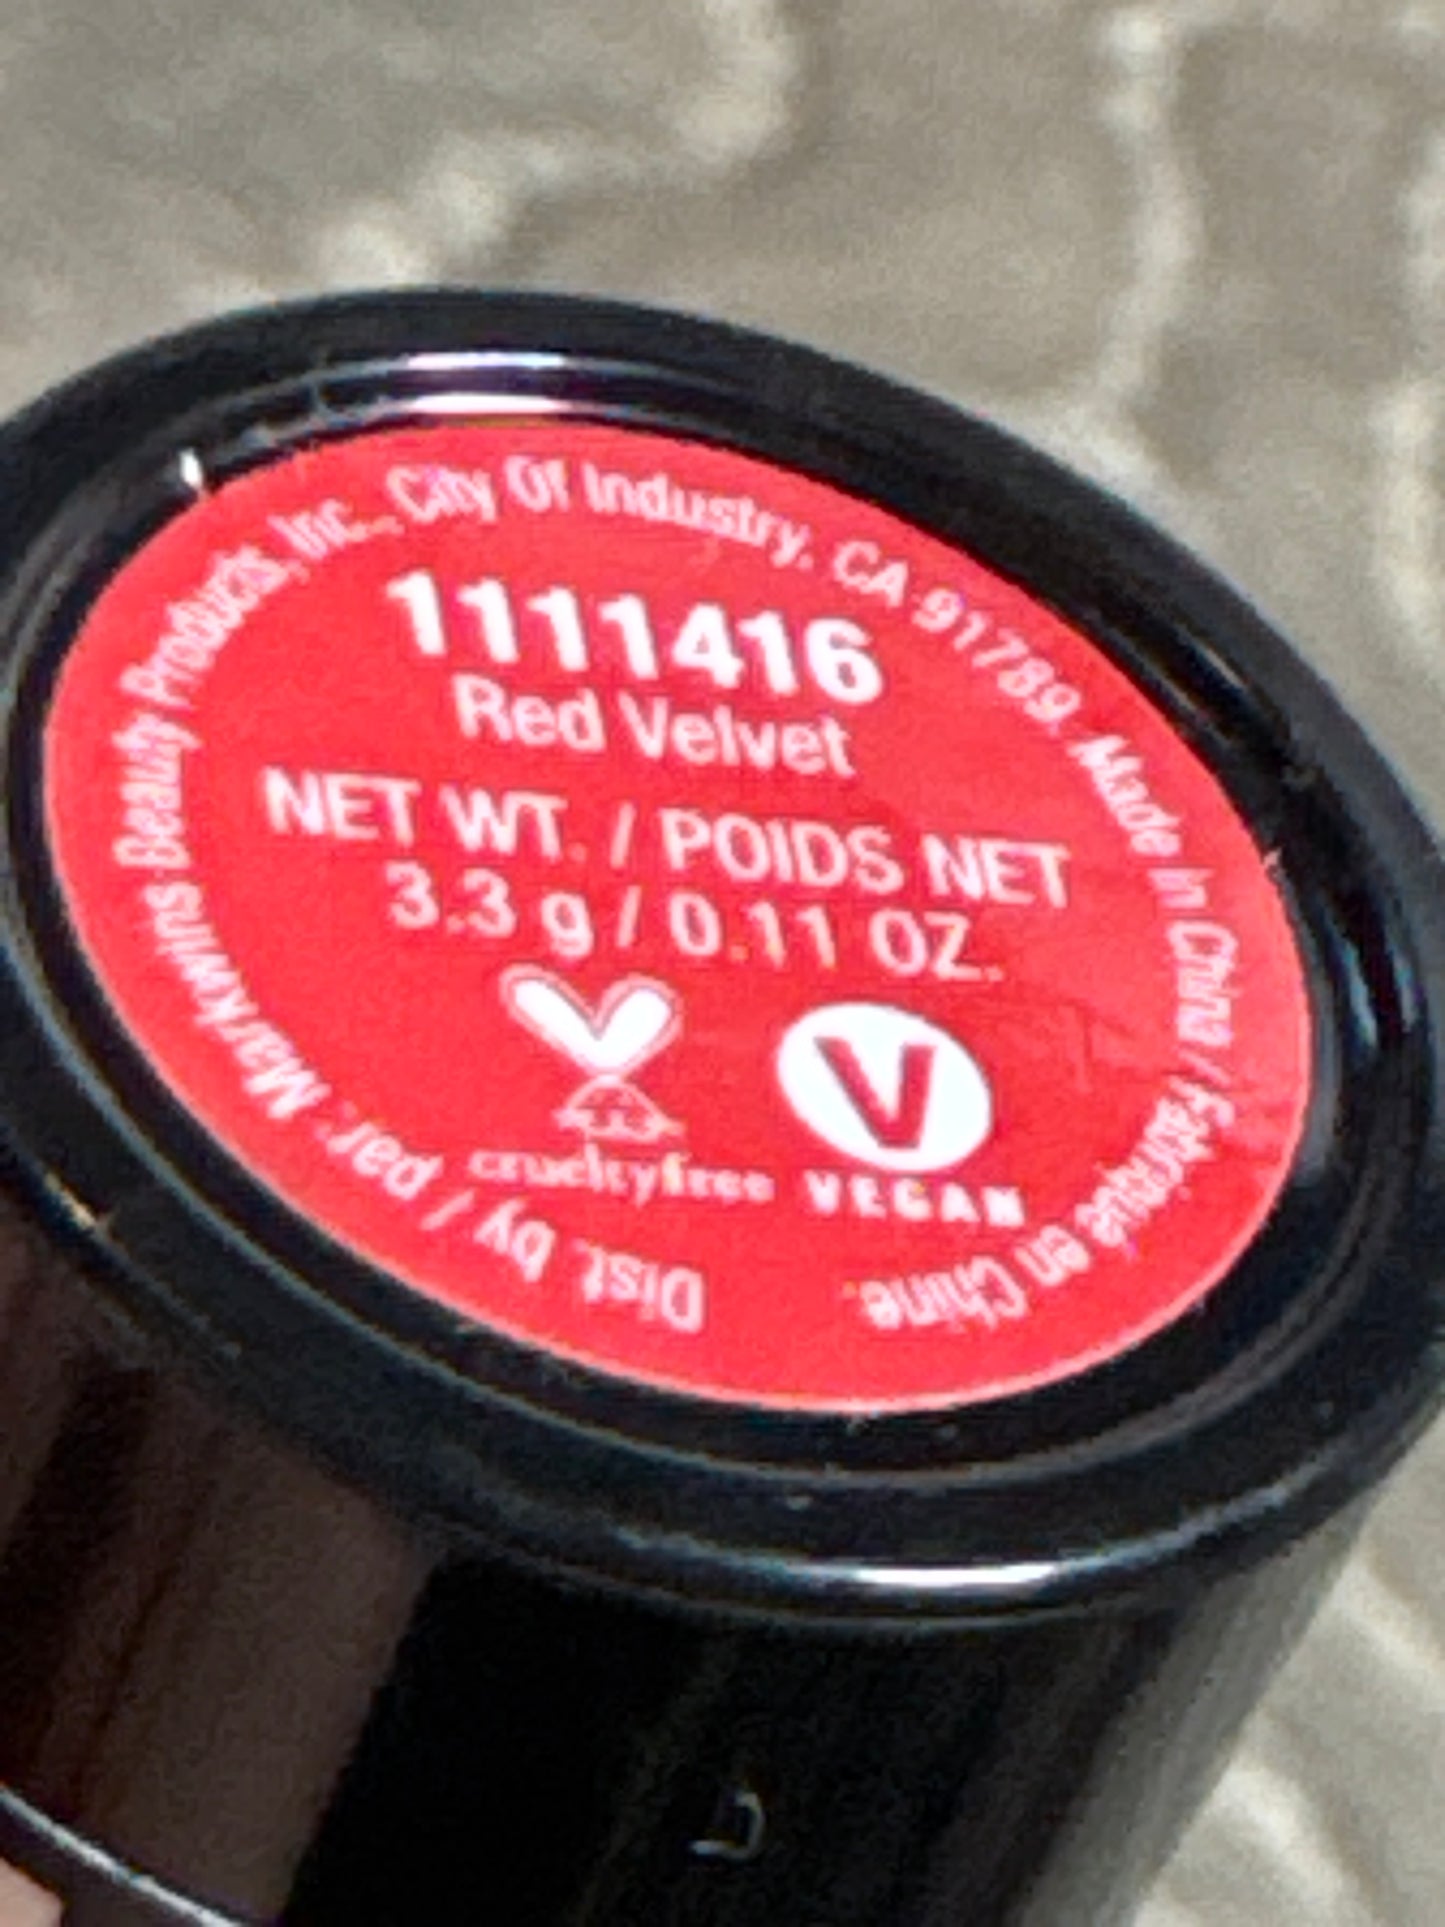 1111416
Red Velvet
NET WT. / POIDS NET
3.3 g / 0.11 OZ.
crueltyfree
V
VEGAN
Dist. by / par: Markwins Beauty Products, Inc., City Of Industry, CA 91789. Made in China / Fabriqué en Chine.